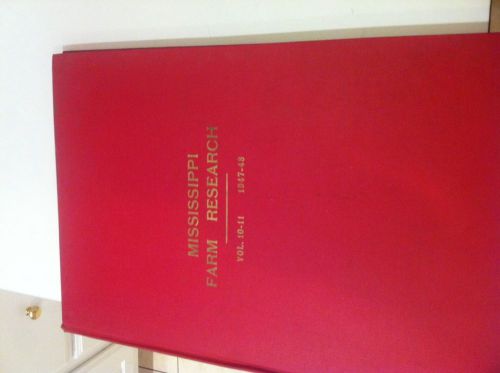 MISSISSIPPI
FARM RESEARCH
VOL. 10-11 1947-48